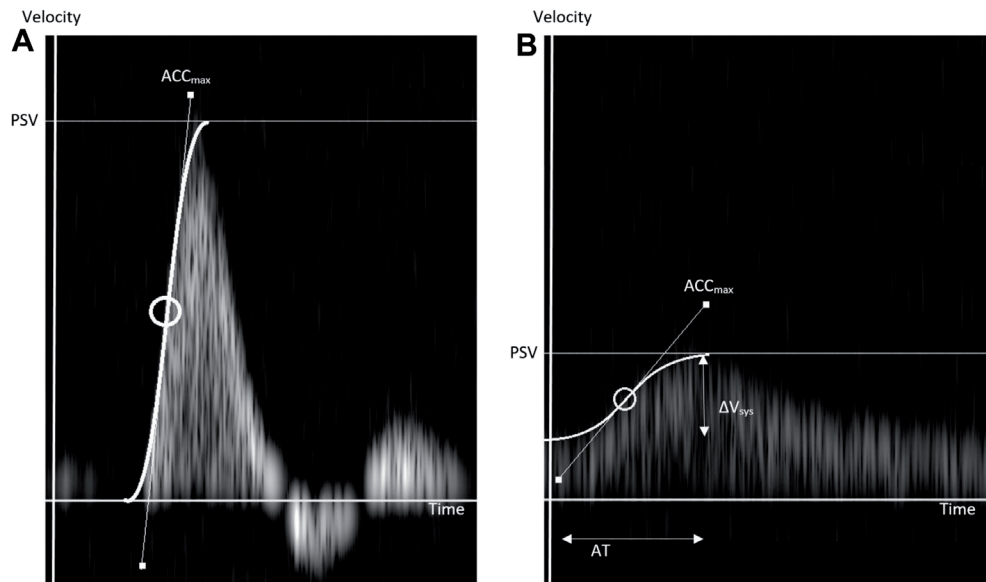 Velocity
A
ACCmax
PSV
Time
Velocity
B
ACCmax
PSV
ΔVsys
Time
AT